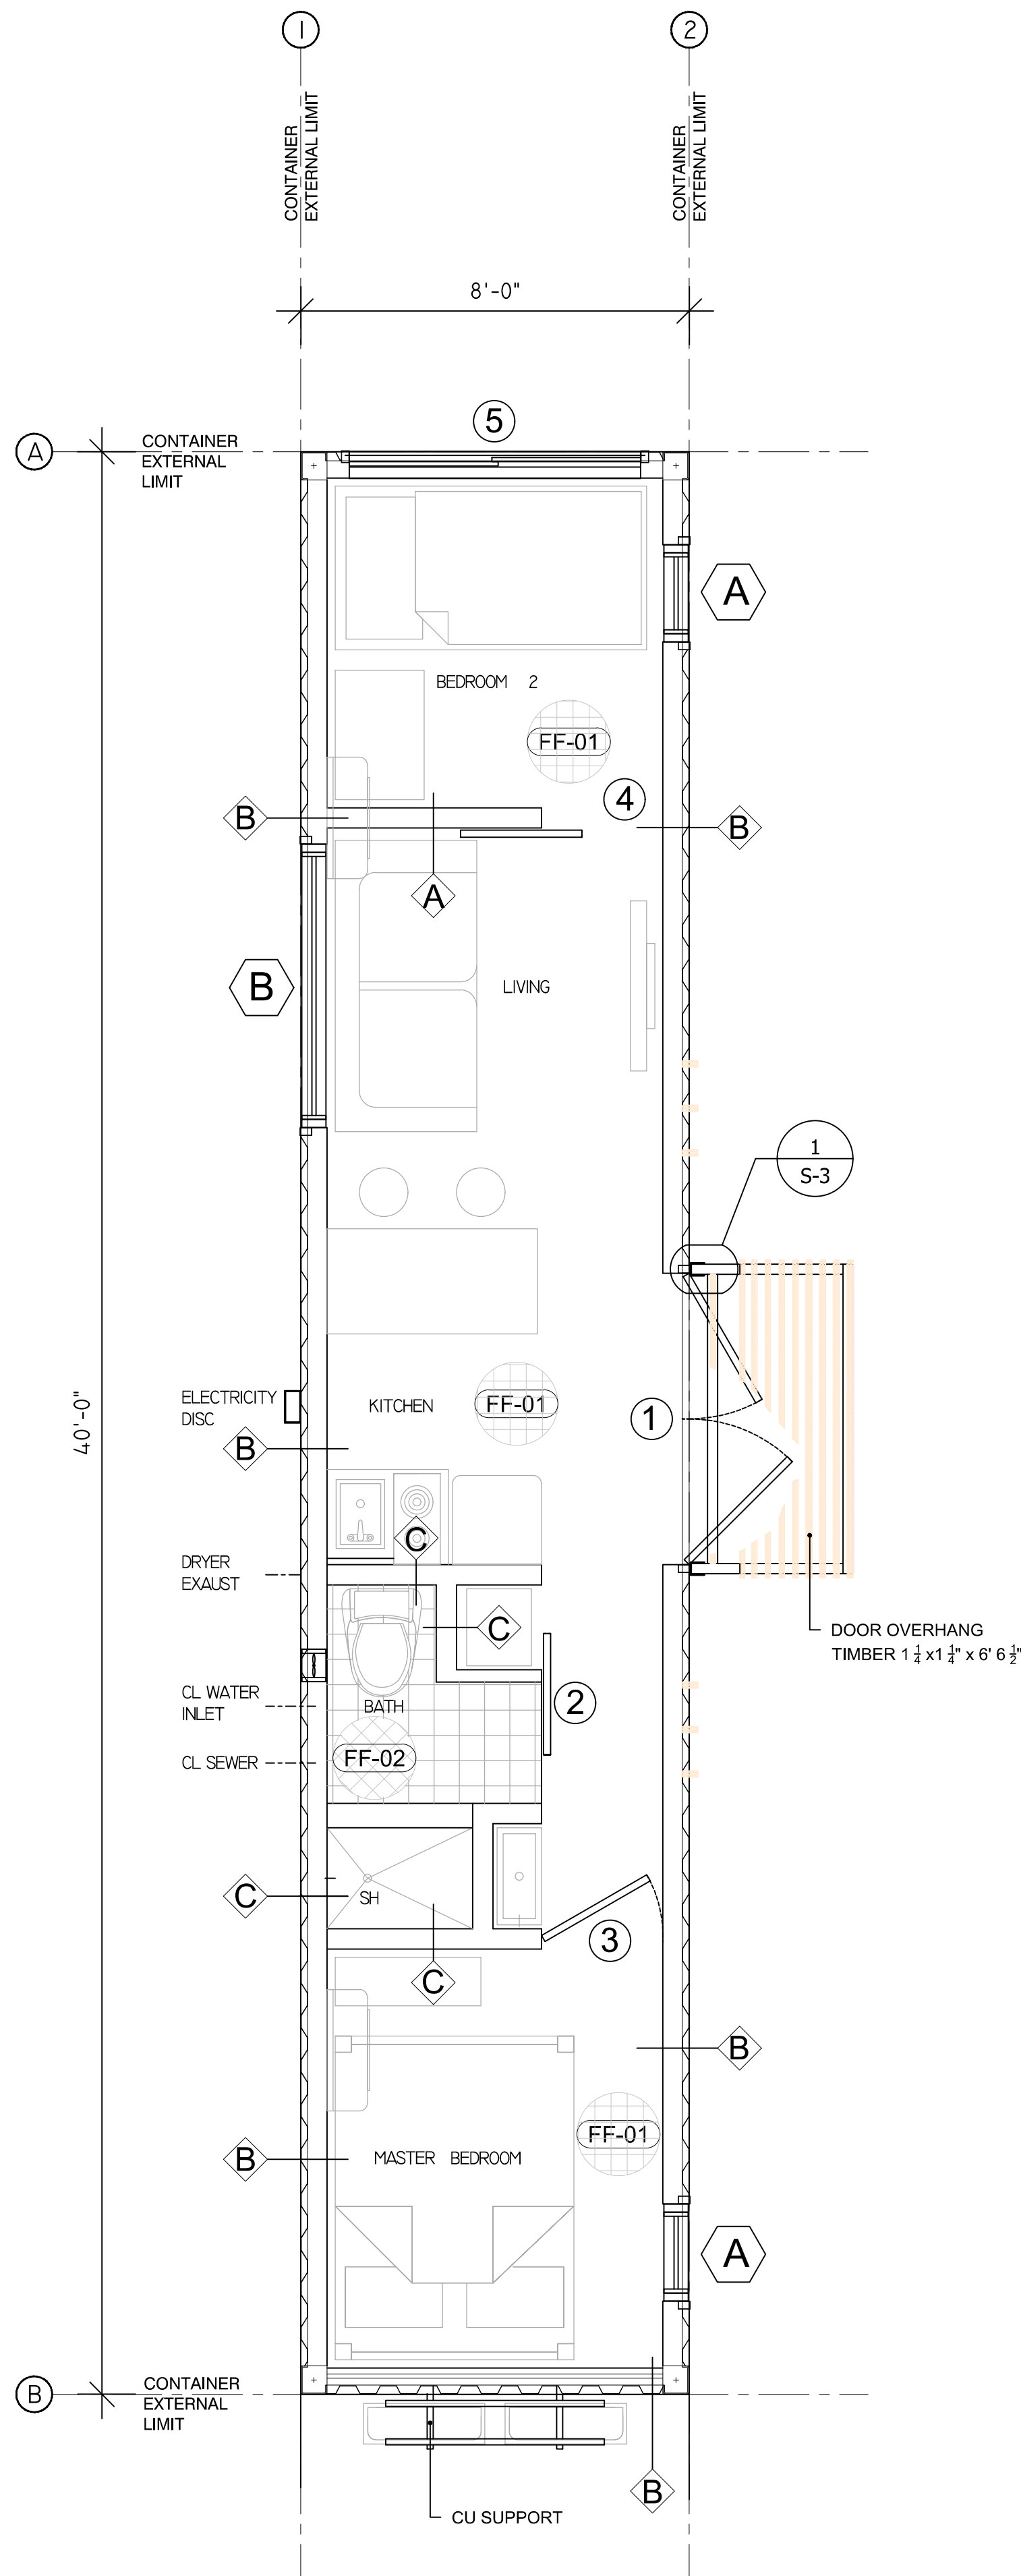 1
2
CONTAINER
EXTERNAL LIMIT
CONTAINER
EXTERNAL LIMIT
8'-0"
5
A
CONTAINER
EXTERNAL
LIMIT
A
BEDROOM 2
FF-01
4
B
B
A
B
LIVING
1
S-3
40'-0"
ELECTRICITY
DISC
KITCHEN
FF-01
1
B
C
DRYER
EXAUST
C
DOOR OVERHANG
TIMBER 1 1/4 x1 1/4" x 6' 6 1/2"
CL WATER
INLET
BATH
2
CL SEWER
FF-02
C
SH
3
C
B
FF-01
B
MASTER BEDROOM
A
B
CONTAINER
EXTERNAL
LIMIT
B
CU SUPPORT